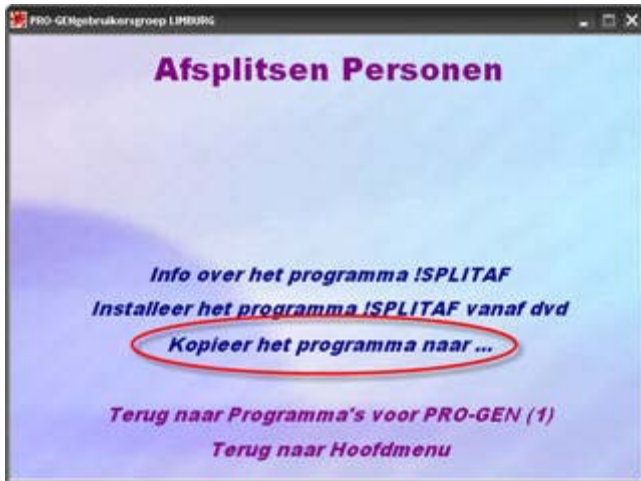 PRO-GENgebruikersgroep LIMBURG
Afsplitsen Personen
Info over het programma !SPLITAF
Installeer het programma !SPLITAF vanaf dvd
Kopieer het programma naar ...
Terug naar Programma's voor PRO-GEN (1)
Terug naar Hoofdmenu